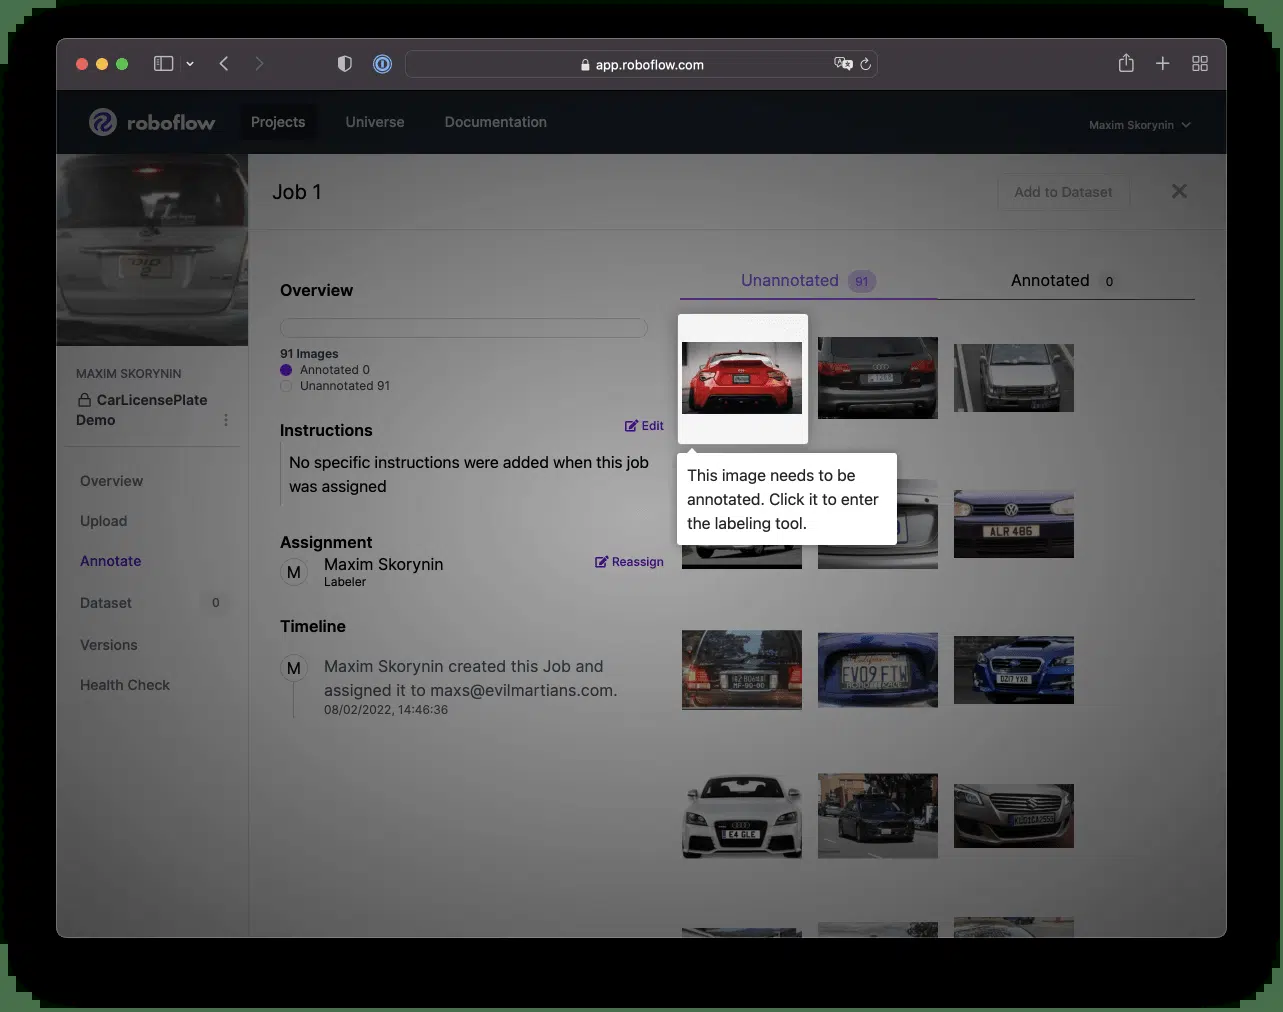 app.roboflow.com
roboflow
Projects
Universe
Documentation
Maxim Skorynin
Job 1
Add to Dataset
MAXIM SKORYNIN
CarLicensePlate
Demo
Overview
Upload
Annotate
Dataset 0
Versions
Health Check
Overview
91 Images
Annotated 0
Unannotated 91
Instructions
Edit
No specific instructions were added when this job
was assigned
Assignment
M
Maxim Skorynin
Labeler
Reassign
Timeline
M
Maxim Skorynin created this Job and
assigned it to maxs@evilmartians.com.
08/02/2022, 14:46:36
Unannotated 91
Annotated 0
This image needs to be
annotated. Click it to enter
the labeling tool.
ALR 486
EV09 FTW
DZ17 YXR
E4 GLE